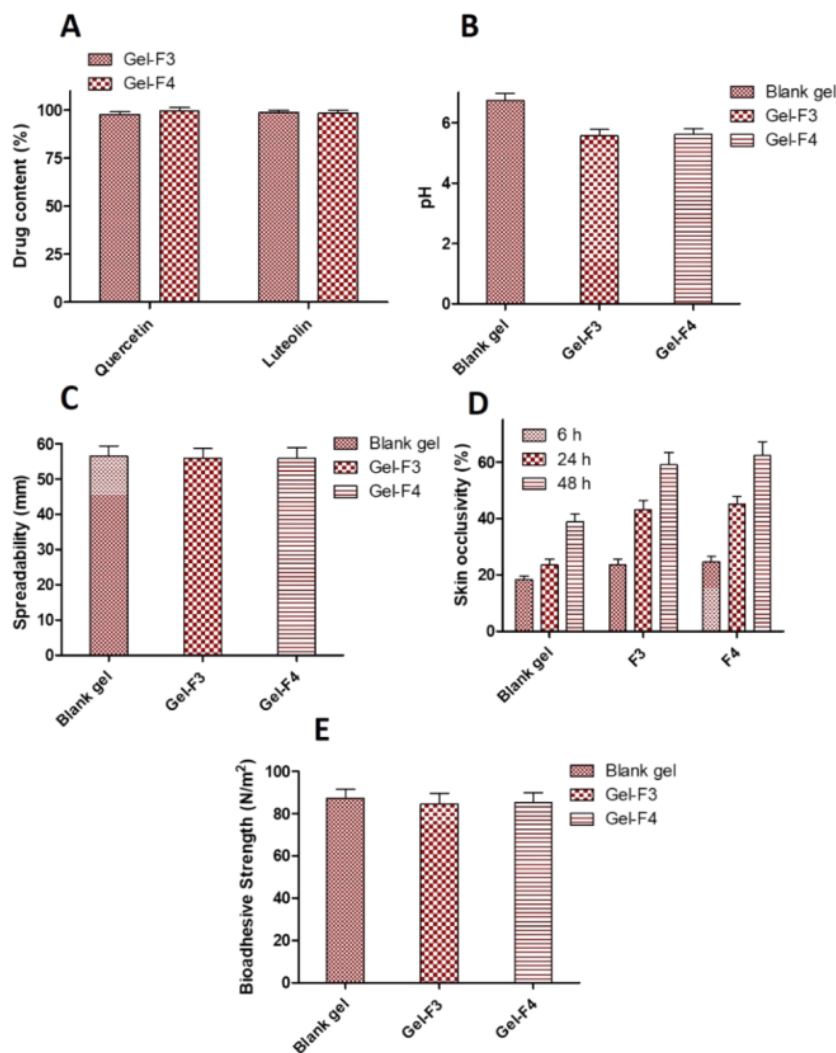 A
Gel-F3
Gel-F4
Drug content (%)
100
75
50
25
0
Quercetin
Luteolin
B
Blank gel
Gel-F3
Gel-F4
pH
6
4
2
0
Blank gel
Gel-F3
Gel-F4
C
Blank gel
Gel-F3
Gel-F4
Spreadability (mm)
60
50
40
30
20
10
0
Blank gel
Gel-F3
Gel-F4
D
6 h
24 h
48 h
Skin occlusivity (%)
60
40
20
0
Blank gel
F3
F4
E
Blank gel
Gel-F3
Gel-F4
Bioadhesive Strength (N/m²)
100
80
60
40
20
0
Blank gel
Gel-F3
Gel-F4